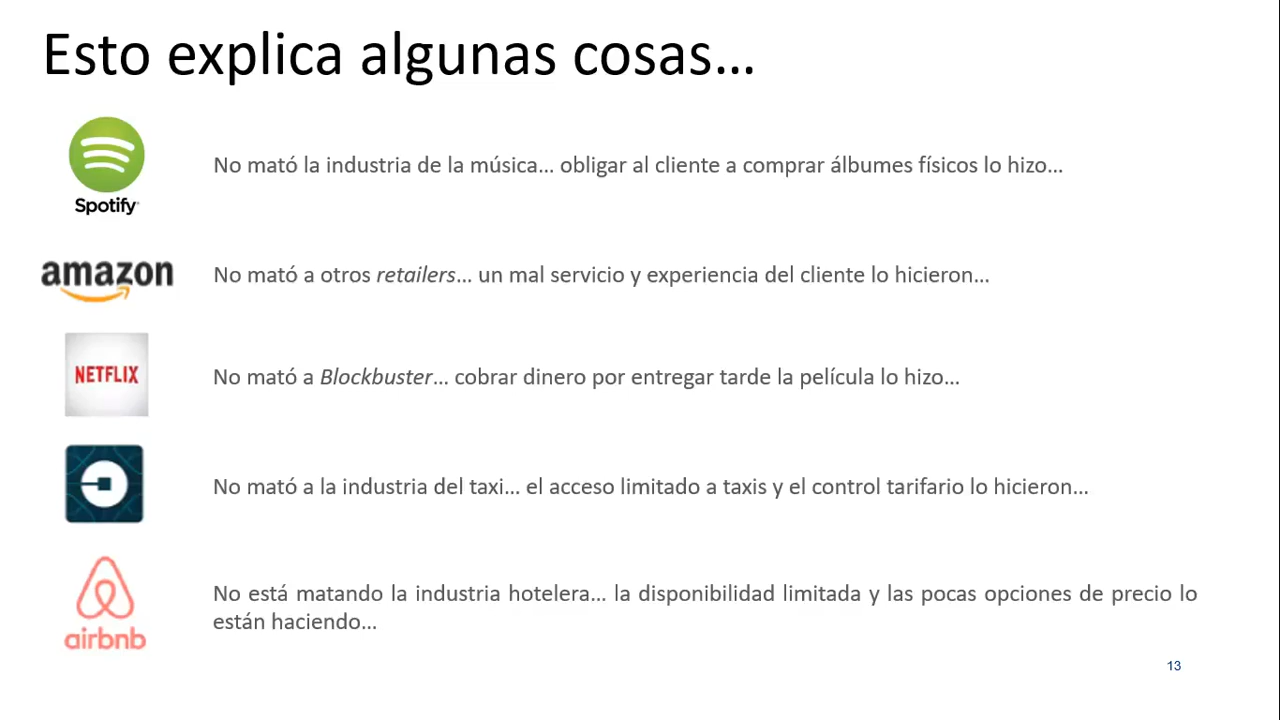 Esto explica algunas cosas...
Spotify
No mató la industria de la música... obligar al cliente a comprar álbumes físicos lo hizo...
amazon
No mató a otros retailers... un mal servicio y experiencia del cliente lo hicieron...
NETFLIX
No mató a Blockbuster... cobrar dinero por entregar tarde la película lo hizo...
No mató a la industria del taxi... el acceso limitado a taxis y el control tarifario lo hicieron...
airbnb
No está matando la industria hotelera... la disponibilidad limitada y las pocas opciones de precio lo
están haciendo...
13